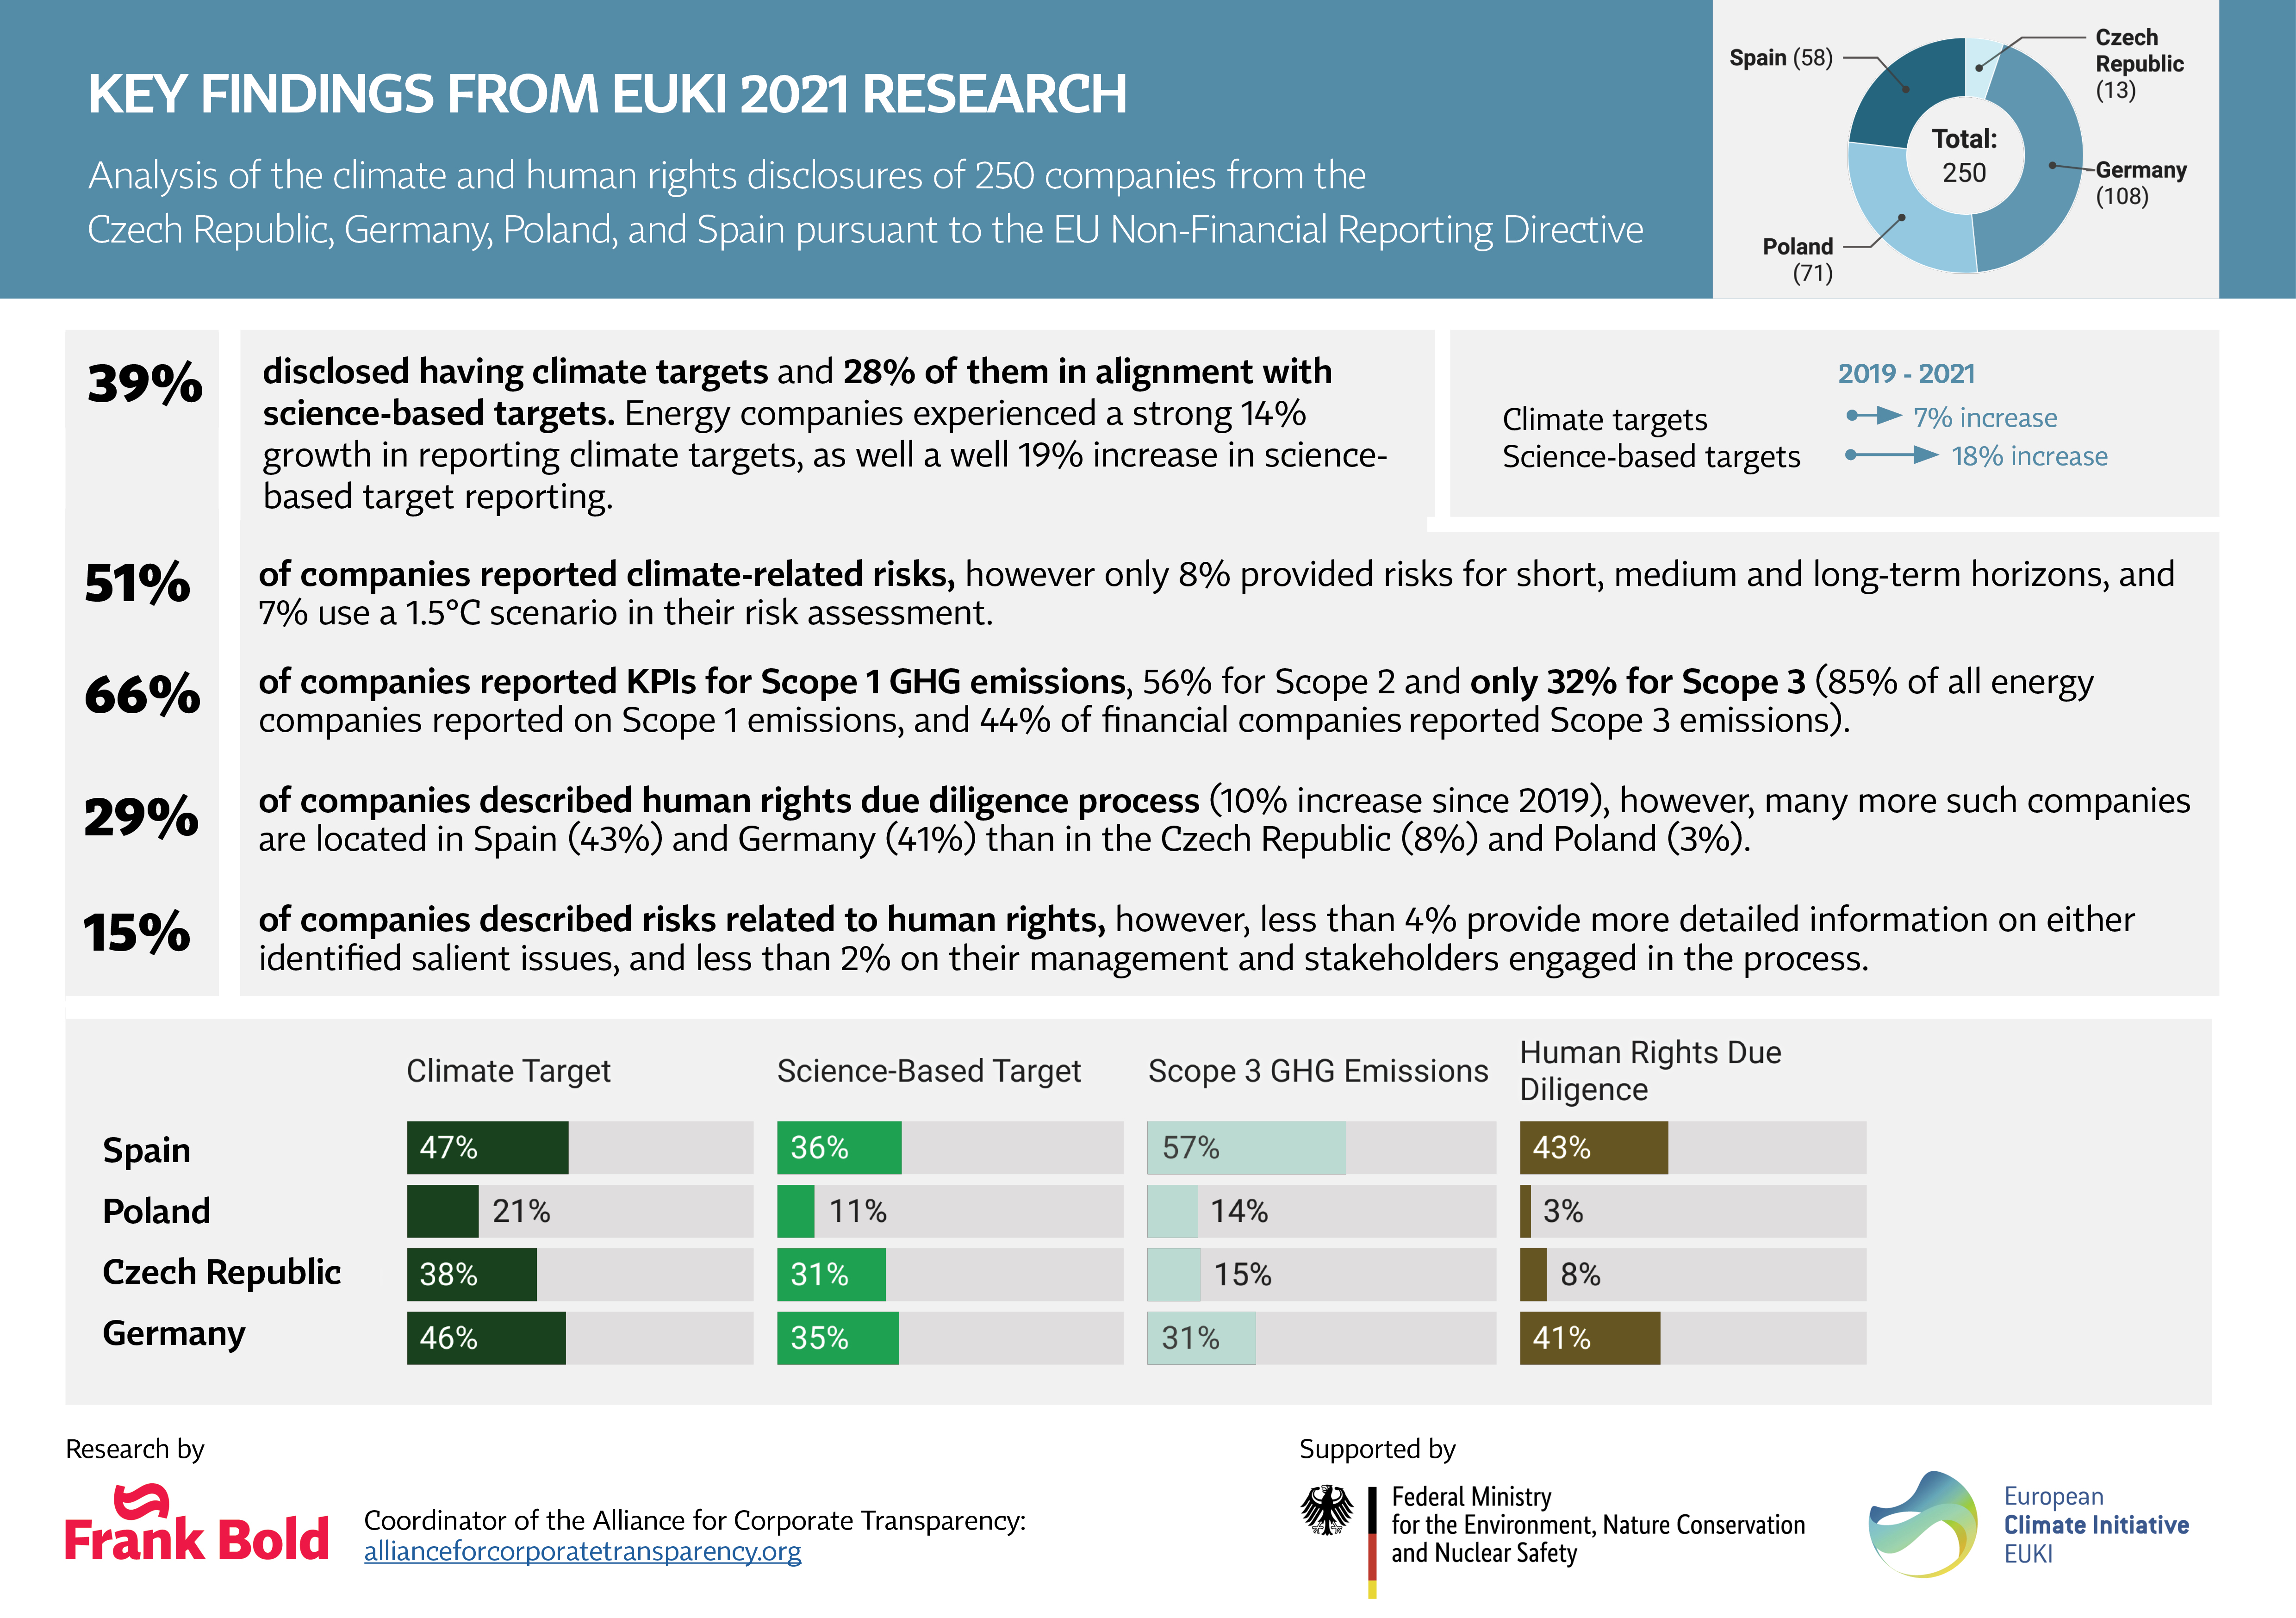 KEY FINDINGS FROM EUKI 2021 RESEARCH
Analysis of the climate and human rights disclosures of 250 companies from the
Czech Republic, Germany, Poland, and Spain pursuant to the EU Non-Financial Reporting Directive
Spain (58)
Czech
Republic
(13)
Total:
250
Germany
(108)
Poland
(71)
39%
disclosed having climate targets and 28% of them in alignment with
science-based targets. Energy companies experienced a strong 14%
growth in reporting climate targets, as well a well 19% increase in science-
based target reporting.
2019 - 2021
Climate targets 7% increase
Science-based targets 18% increase
51%
of companies reported climate-related risks, however only 8% provided risks for short, medium and long-term horizons, and
7% use a 1.5°C scenario in their risk assessment.
66%
of companies reported KPIs for Scope 1 GHG emissions, 56% for Scope 2 and only 32% for Scope 3 (85% of all energy
companies reported on Scope 1 emissions, and 44% of financial companies reported Scope 3 emissions).
29%
of companies described human rights due diligence process (10% increase since 2019), however, many more such companies
are located in Spain (43%) and Germany (41%) than in the Czech Republic (8%) and Poland (3%).
15%
of companies described risks related to human rights, however, less than 4% provide more detailed information on either
identified salient issues, and less than 2% on their management and stakeholders engaged in the process.
Climate Target
Science-Based Target
Scope 3 GHG Emissions
Human Rights Due
Diligence
Spain 47% 36% 57% 43%
Poland 21% 11% 14% 3%
Czech Republic 38% 31% 15% 8%
Germany 46% 35% 31% 41%
Research by
Frank Bold
Coordinator of the Alliance for Corporate Transparency:
allianceforcorporatetransparency.org
Supported by
Federal Ministry
for the Environment, Nature Conservation
and Nuclear Safety
European
Climate Initiative
EUKI